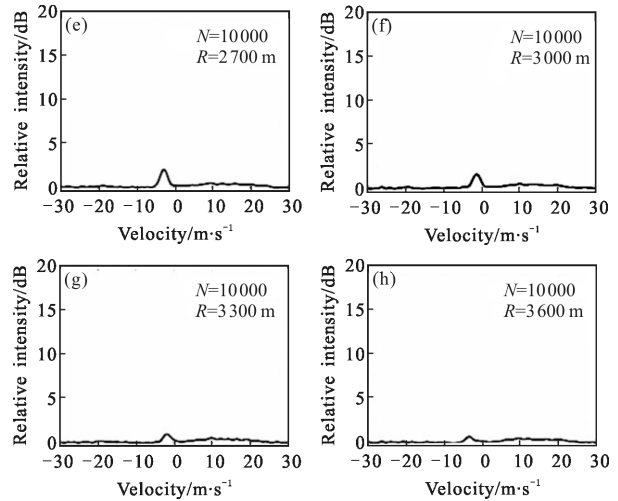 (e)
N=10000
R=2700 m
Relative intensity/dB
20
15
10
5
0
−30 −20 −10 0 10 20 30
Velocity/m·s⁻¹
(f)
N=10000
R=3000 m
Relative intensity/dB
20
15
10
5
0
−30 −20 −10 0 10 20 30
Velocity/m·s⁻¹
(g)
N=10000
R=3300 m
Relative intensity/dB
20
15
10
5
0
−30 −20 −10 0 10 20 30
Velocity/m·s⁻¹
(h)
N=10000
R=3600 m
Relative intensity/dB
20
15
10
5
0
−30 −20 −10 0 10 20 30
Velocity/m·s⁻¹